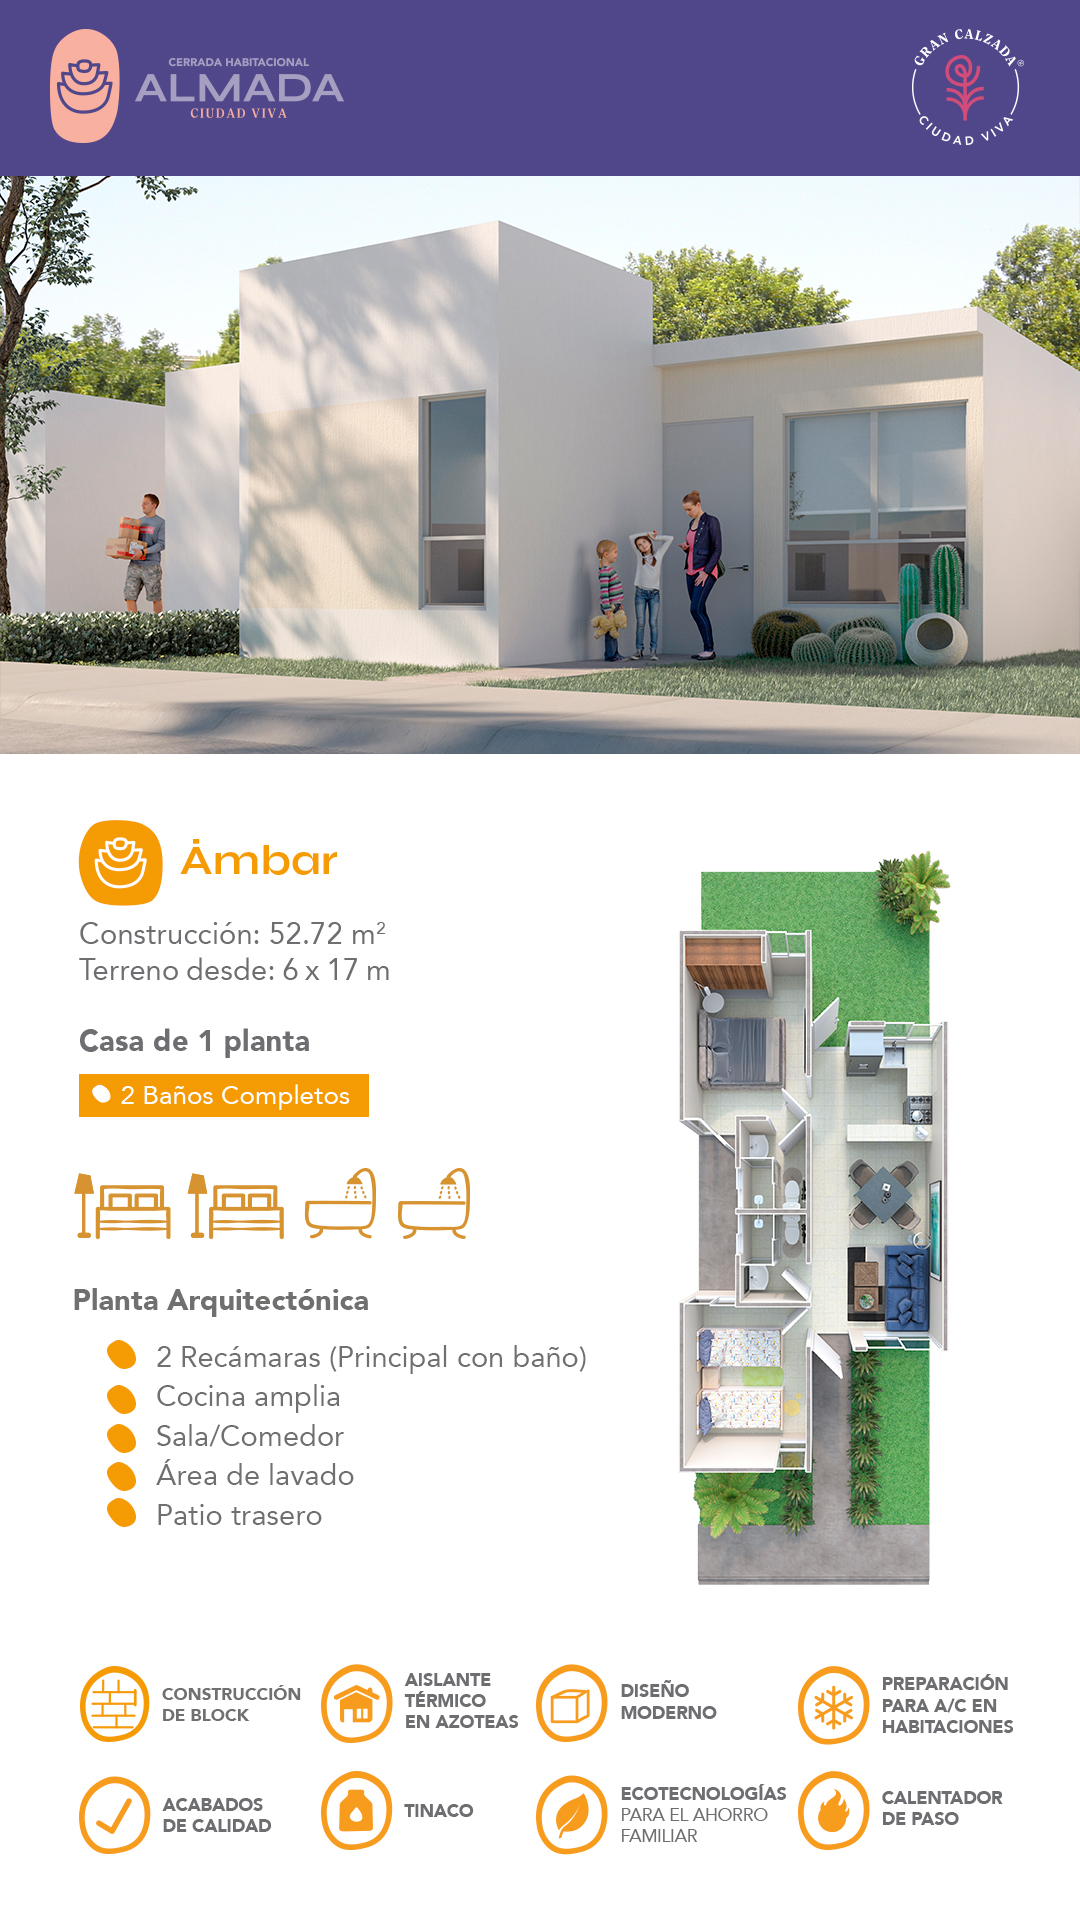 CERRADA HABITACIONAL
ALMADA
CIUDAD VIVA
GRAN CALZADA®
CIUDAD VIVA
Ámbar
Construcción: 52.72 m²
Terreno desde: 6 x 17 m
Casa de 1 planta
2 Baños Completos
Planta Arquitectónica
2 Recámaras (Principal con baño)
Cocina amplia
Sala/Comedor
Área de lavado
Patio trasero
CONSTRUCCIÓN
DE BLOCK
AISLANTE
TÉRMICO
EN AZOTEAS
DISEÑO
MODERNO
PREPARACIÓN
PARA A/C EN
HABITACIONES
ACABADOS
DE CALIDAD
TINACO
ECOTECNOLOGÍAS
PARA EL AHORRO
FAMILIAR
CALENTADOR
DE PASO